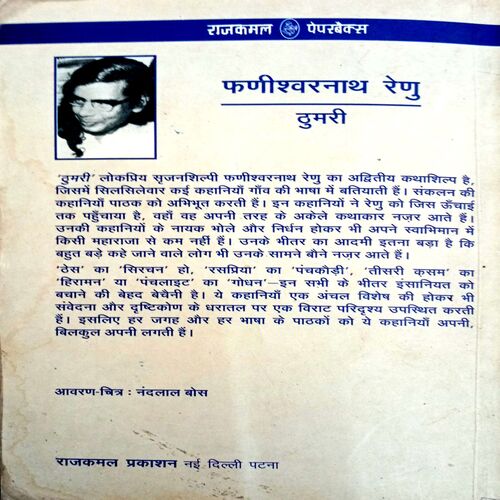 राजकमल पेपरबैक्स
फणीश्वरनाथ रेणु
ठुमरी
'ठुमरी' लोकप्रिय सृजनशिल्पी फणीश्वरनाथ रेणु का अद्वितीय कथाशिल्प है,
जिसमें सिलसिलेवार कई कहानियाँ गाँव की भाषा में बतियाती हैं। संकलन की
कहानियाँ पाठक को अभिभूत करती हैं। इन कहानियों ने रेणु को जिस ऊँचाई
तक पहुँचाया है, वहाँ वह अपनी तरह के अकेले कथाकार नज़र आते हैं।
उनकी कहानियों के नायक भोले और निर्धन होकर भी अपने स्वाभिमान में
किसी महाराजा से कम नहीं हैं। उनके भीतर का आदमी इतना बड़ा है कि
बहुत बड़े कहे जाने वाले लोग भी उनके सामने बौने नज़र आते हैं।
'ठेस' का 'सिरचन' हो, 'रसप्रिया' का 'पंचकौड़ी', 'तीसरी क़सम' का
'हिरामन' या 'पंचलाइट' का 'गोधन'—इन सभी के भीतर इंसानियत को
बचाने की बेहद बेचैनी है। ये कहानियाँ एक अंचल विशेष की होकर भी
संवेदना और दृष्टिकोण के धरातल पर एक विराट परिदृश्य उपस्थित करती
हैं। इसलिए हर जगह और हर भाषा के पाठकों को ये कहानियाँ अपनी,
बिलकुल अपनी लगती हैं।
आवरण-चित्र : नंदलाल बोस
राजकमल प्रकाशन नई दिल्ली पटना